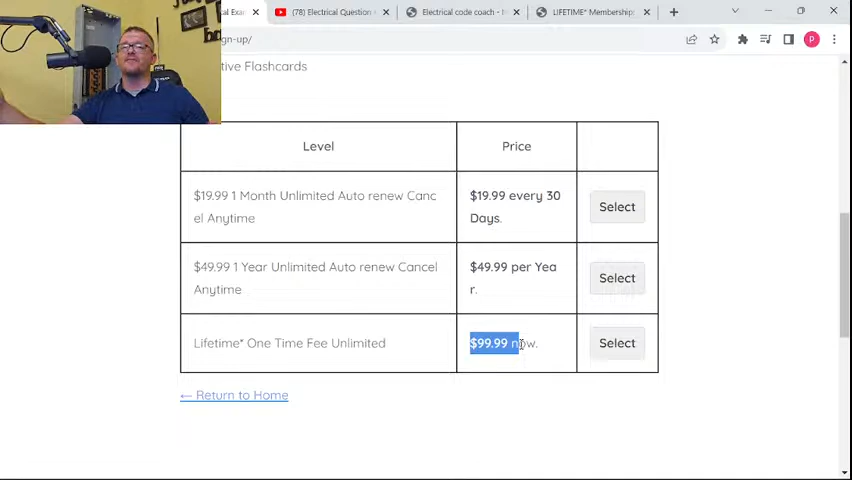 al Exa
(78) Electrical Question
Electrical code coach -
LIFETIME* Membership
gn-up/
tive Flashcards
Level
Price
$19.99 1 Month Unlimited Auto renew Canc
el Anytime
$19.99 every 30
Days.
Select
$49.99 1 Year Unlimited Auto renew Cancel
Anytime
$49.99 per Yea
r.
Select
Lifetime* One Time Fee Unlimited
$99.99 now.
Select
← Return to Home